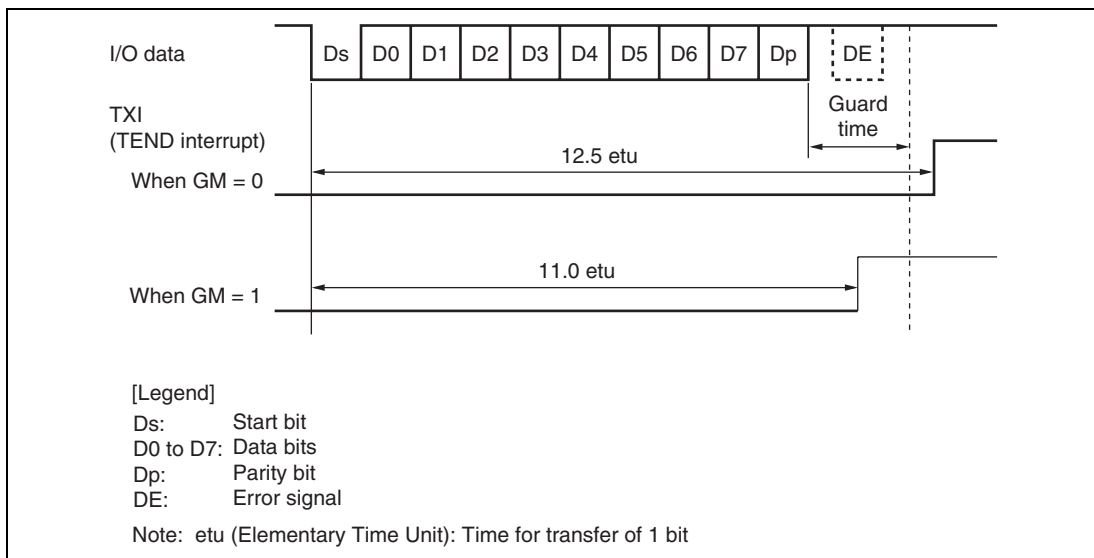 I/O data
Ds D0 D1 D2 D3 D4 D5 D6 D7 Dp DE
Guard
time
TXI
(TEND interrupt)
12.5 etu
When GM = 0
11.0 etu
When GM = 1
[Legend]
Ds: Start bit
D0 to D7: Data bits
Dp: Parity bit
DE: Error signal
Note: etu (Elementary Time Unit): Time for transfer of 1 bit